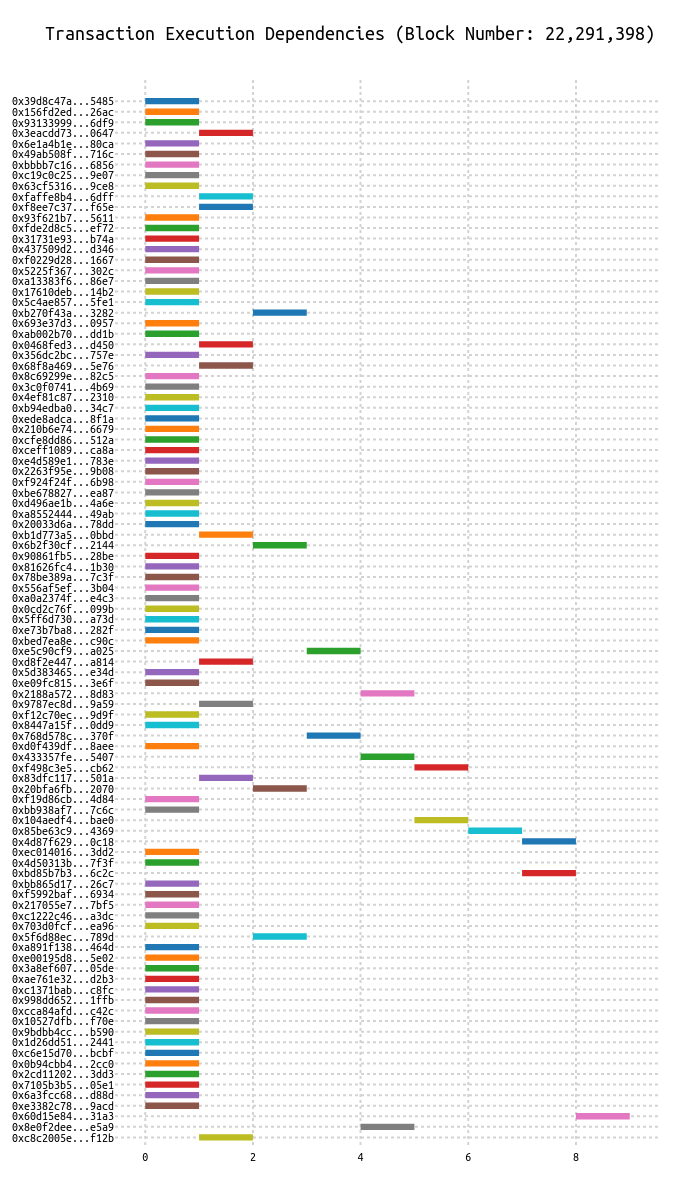 Transaction Execution Dependencies (Block Number: 22,291,398)
0x39d8c47a...5485
0x156fd2ed...26ac
0x93133999...6df9
0x3eacdd73...0647
0x6e1a4b1e...80ca
0x49ab508f...716c
0xbbbb7c16...6856
0xc19c0c25...9e07
0x63cf5316...9ce8
0xfaffe8b4...6dff
0xf8ee7c37...f65e
0x93f621b7...5611
0xfde2d8c5...ef72
0x31731e93...b74a
0x437509d2...d346
0xf0229d28...1667
0x5225f367...302c
0xa13383f6...86e7
0x17610deb...14b2
0x5c4ae857...5fe1
0xb270f43a...3282
0x693e37d3...0957
0xab002b70...dd1b
0x0468fed3...d450
0x356dc2bc...757e
0x68f8a469...5e76
0x8c69299e...82c5
0x3c0f0741...4b69
0x4ef81c87...2310
0xb94edba0...34c7
0xede8adca...8f1a
0x210b6e74...6679
0xcfe8dd86...512a
0xceff1089...ca8a
0xe4d589e1...783e
0x2263f95e...9b08
0xf924f24f...6b98
0xbe678827...ea87
0xd496ae1b...4a6e
0xa8552444...49ab
0x20033d6a...78dd
0xb1d773a5...0bbd
0x6b2f30cf...2144
0x90861fb5...28be
0x81626fc4...1b30
0x78be389a...7c3f
0x556af5ef...3b04
0xa0a2374f...e4c3
0x0cd2c76f...099b
0x5ff6d730...a73d
0xe73b7ba8...282f
0xbed7ea8e...c90c
0xe5c90cf9...a025
0xd8f2e447...a814
0x5d383465...e34d
0xe09fc815...3e6f
0x2188a572...8d83
0x9787ec8d...9a59
0xf12c70ec...9d9f
0x8447a15f...0dd9
0x768d578c...370f
0xd0f439df...8aee
0x433357fe...5407
0xf498c3e5...cb62
0x83dfc117...501a
0x20bfa6fb...2070
0xf19d86cb...4d84
0xbb938af7...7c6c
0x104aedf4...bae0
0x85be63c9...4369
0x4d87f629...0c18
0xec014016...3dd2
0x4d50313b...7f3f
0xbd85b7b3...6c2c
0xbb865d17...26c7
0xf5992baf...6934
0x217055e7...7bf5
0xc1222c46...a3dc
0x703d0fcf...ea96
0x5f6d88ec...789d
0xa891f138...464d
0xe00195d8...5e02
0x3a8ef607...05de
0xae761e32...d2b3
0xc1371bab...c8fc
0x998dd652...1ffb
0xcca84afd...c42c
0x10527dfb...f70e
0x9bdbb4cc...b590
0x1d26dd51...2441
0xc6e15d70...bcbf
0x0b94cbb4...2cc0
0x2cd11202...3dd3
0x7105b3b5...05e1
0x6a3fcc68...d88d
0xe3382c78...9acd
0x60d15e84...31a3
0x8e0f2dee...e5a9
0xc8c2005e...f12b
0 2 4 6 8